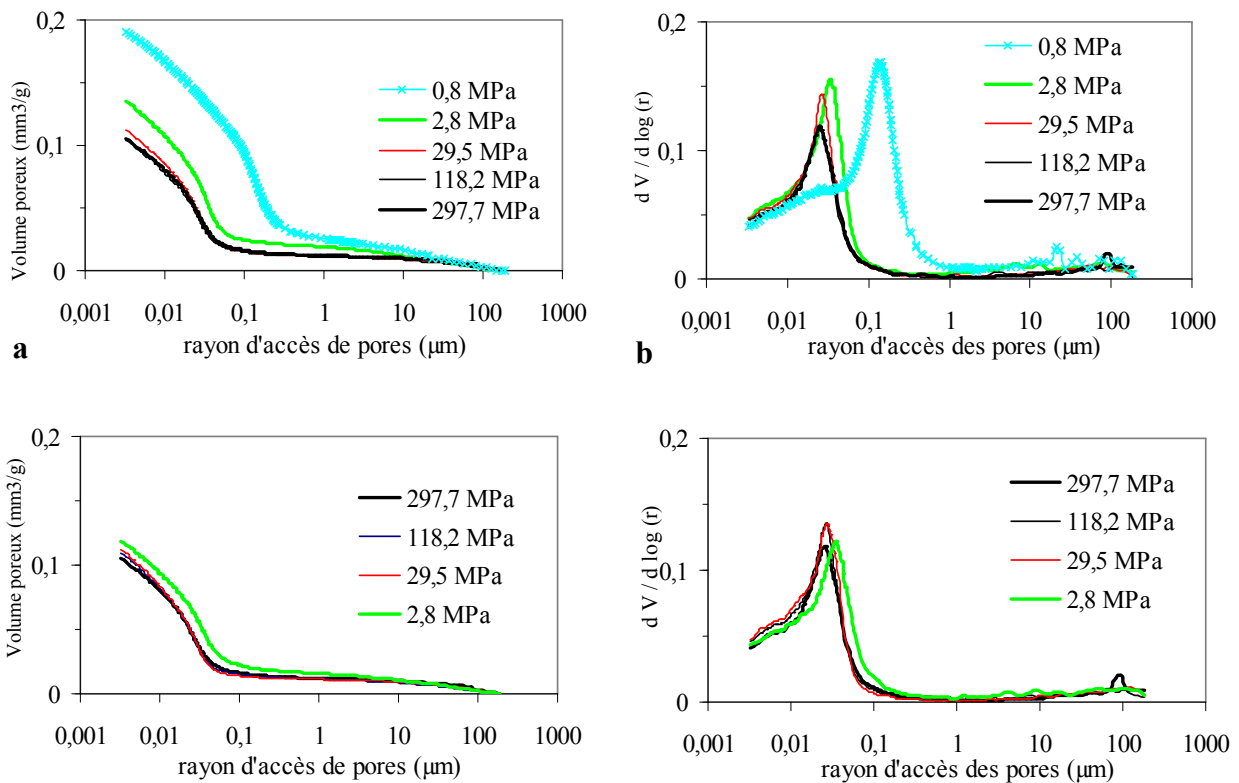 Volume poreux (mm3/g)
0,2
0,1
0
0,8 MPa
2,8 MPa
29,5 MPa
118,2 MPa
297,7 MPa
0,001 0,01 0,1 1 10 100 1000
rayon d'accès de pores (μm)
a
d V / d log (r)
0,2
0,1
0
0,8 MPa
2,8 MPa
29,5 MPa
118,2 MPa
297,7 MPa
0,001 0,01 0,1 1 10 100 1000
rayon d'accès des pores (μm)
b
Volume poreux (mm3/g)
0,2
0,1
0
297,7 MPa
118,2 MPa
29,5 MPa
2,8 MPa
0,001 0,01 0,1 1 10 100 1000
rayon d'accès de pores (μm)
d V / d log (r)
0,2
0,1
0
297,7 MPa
118,2 MPa
29,5 MPa
2,8 MPa
0,001 0,01 0,1 1 10 100 1000
rayon d'accès des pores (μm)